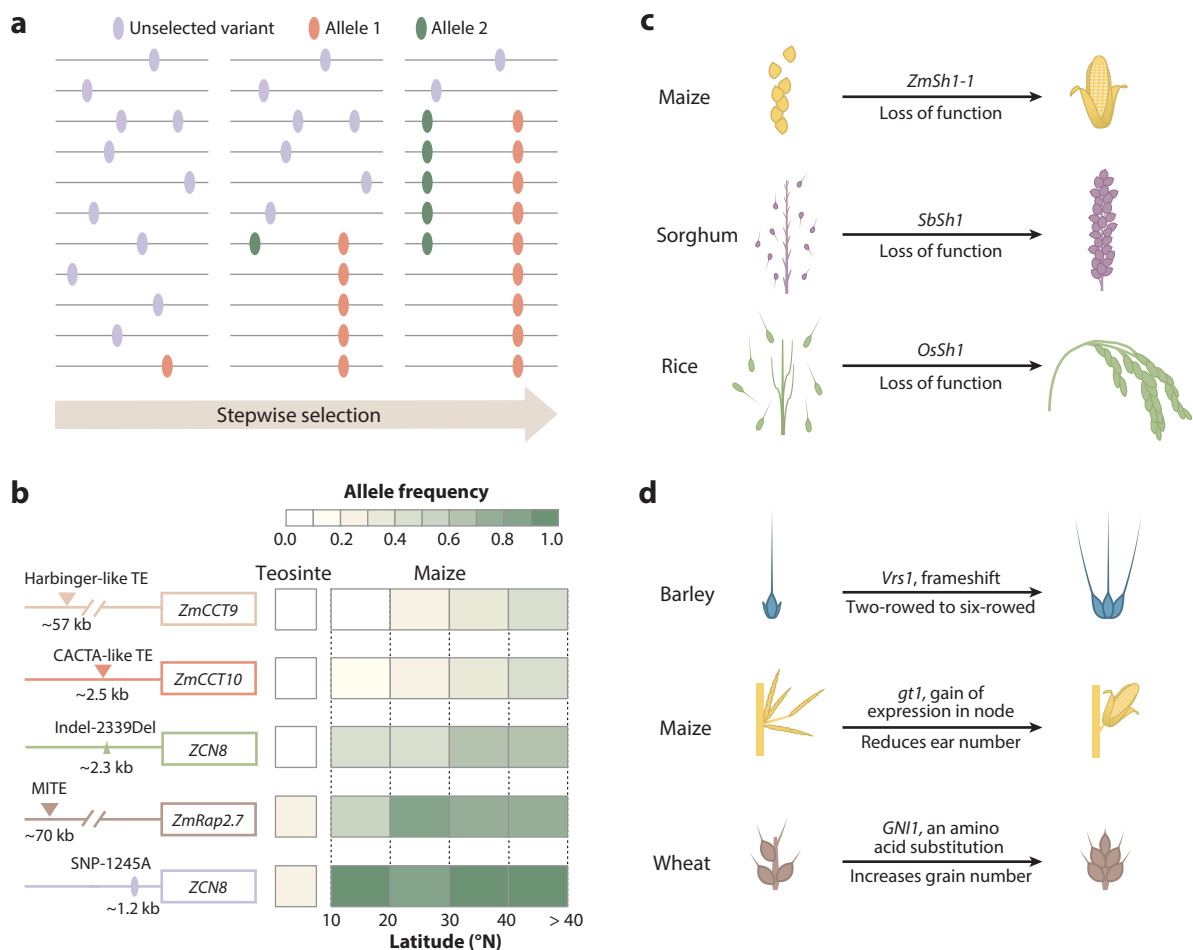 a
Unselected variant
Allele 1
Allele 2
Stepwise selection
b
Allele frequency
0.0 0.2 0.4 0.6 0.8 1.0
Teosinte
Maize
Harbinger-like TE
ZmCCT9
~57 kb
CACTA-like TE
ZmCCT10
~2.5 kb
Indel-2339Del
ZCN8
~2.3 kb
MITE
ZmRap2.7
~70 kb
SNP-1245A
ZCN8
~1.2 kb
10 20 30 40 > 40
Latitude (°N)
c
Maize
ZmSh1-1
Loss of function
Sorghum
SbSh1
Loss of function
Rice
OsSh1
Loss of function
d
Barley
Vrs1, frameshift
Two-rowed to six-rowed
Maize
gt1, gain of
expression in node
Reduces ear number
Wheat
GNI1, an amino
acid substitution
Increases grain number